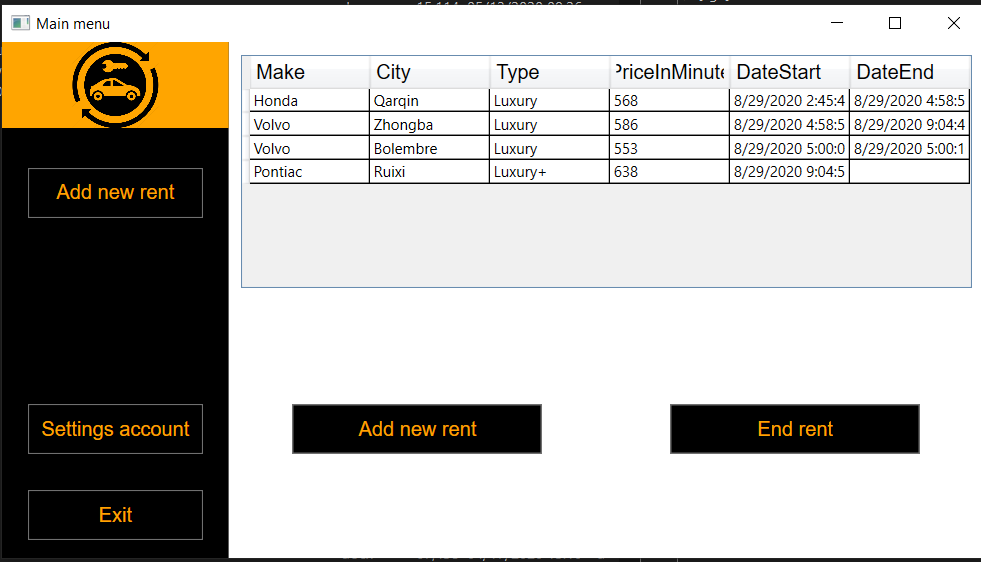 Main menu
Make City Type PriceInMinute DateStart DateEnd
Honda Qarqin Luxury 568 8/29/2020 2:45:4 8/29/2020 4:58:5
Volvo Zhongba Luxury 586 8/29/2020 4:58:5 8/29/2020 9:04:4
Volvo Bolembre Luxury 553 8/29/2020 5:00:0 8/29/2020 5:00:1
Pontiac Ruixi Luxury+ 638 8/29/2020 9:04:5
Add new rent
Settings account
Add new rent
End rent
Exit